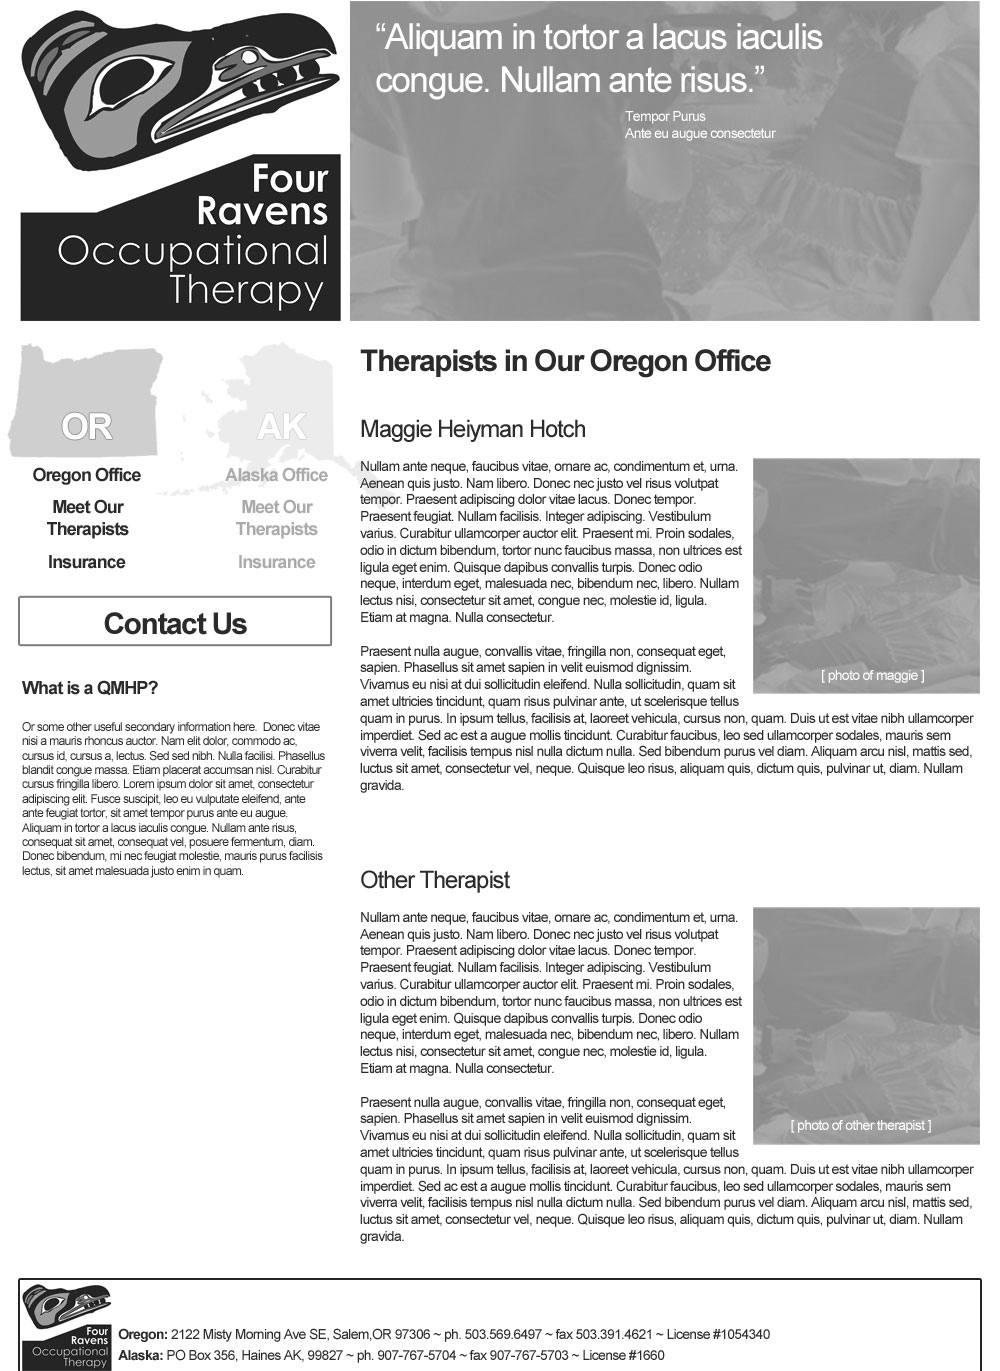 “Aliquam in tortor a lacus iaculis
congue. Nullam ante risus.”
Tempor Purus
Ante eu augue consectetur
Four
Ravens
Occupational
Therapy
OR
Oregon Office
Meet Our
Therapists
Insurance
AK
Alaska Office
Meet Our
Therapists
Insurance
Contact Us
What is a QMHP?
Or some other useful secondary information here. Donec vitae
nisi a mauris rhoncus auctor. Nam elit dolor, commodo ac,
cursus id, cursus a, lectus. Sed sed nibh. Nulla facilisi. Phasellus
blandit congue massa. Etiam placerat accumsan nisl. Curabitur
cursus fringilla libero. Lorem ipsum dolor sit amet, consectetur
adipiscing elit. Fusce suscipit, leo eu vulputate eleifend, ante
ante feugiat tortor, sit amet tempor purus ante eu augue.
Aliquam in tortor a lacus iaculis congue. Nullam ante risus,
consequat sit amet, consequat vel, posuere fermentum, diam.
Donec bibendum, mi nec feugiat molestie, mauris purus facilisis
lectus, sit amet malesuada justo enim in quam.
Therapists in Our Oregon Office
Maggie Heiyman Hotch
Nullam ante neque, faucibus vitae, ornare ac, condimentum et, urna.
Aenean quis justo. Nam libero. Donec nec justo vel risus volutpat
tempor. Praesent adipiscing dolor vitae lacus. Donec tempor.
Praesent feugiat. Nullam facilisis. Integer adipiscing. Vestibulum
varius. Curabitur ullamcorper auctor elit. Praesent mi. Proin sodales,
odio in dictum bibendum, tortor nunc faucibus massa, non ultrices est
ligula eget enim. Quisque dapibus convallis turpis. Donec odio
neque, interdum eget, malesuada nec, bibendum nec, libero. Nullam
lectus nisi, consectetur sit amet, congue nec, molestie id, ligula.
Etiam at magna. Nulla consectetur.
Praesent nulla augue, convallis vitae, fringilla non, consequat eget,
sapien. Phasellus sit amet sapien in velit euismod dignissim.
Vivamus eu nisi at dui sollicitudin eleifend. Nulla sollicitudin, quam sit
amet ultricies tincidunt, quam risus pulvinar ante, ut scelerisque tellus
quam in purus. In ipsum tellus, facilisis at, laoreet vehicula, cursus non, quam. Duis ut est vitae nibh ullamcorper
imperdiet. Sed ac est a augue mollis tincidunt. Curabitur faucibus, leo sed ullamcorper sodales, mauris sem
viverra velit, facilisis tempus nisl nulla dictum nulla. Sed bibendum purus vel diam. Aliquam arcu nisl, mattis sed,
luctus sit amet, consectetur vel, neque. Quisque leo risus, aliquam quis, dictum quis, pulvinar ut, diam. Nullam
gravida.
[ photo of maggie ]
Other Therapist
Nullam ante neque, faucibus vitae, ornare ac, condimentum et, urna.
Aenean quis justo. Nam libero. Donec nec justo vel risus volutpat
tempor. Praesent adipiscing dolor vitae lacus. Donec tempor.
Praesent feugiat. Nullam facilisis. Integer adipiscing. Vestibulum
varius. Curabitur ullamcorper auctor elit. Praesent mi. Proin sodales,
odio in dictum bibendum, tortor nunc faucibus massa, non ultrices est
ligula eget enim. Quisque dapibus convallis turpis. Donec odio
neque, interdum eget, malesuada nec, bibendum nec, libero. Nullam
lectus nisi, consectetur sit amet, congue nec, molestie id, ligula.
Etiam at magna. Nulla consectetur.
Praesent nulla augue, convallis vitae, fringilla non, consequat eget,
sapien. Phasellus sit amet sapien in velit euismod dignissim.
Vivamus eu nisi at dui sollicitudin eleifend. Nulla sollicitudin, quam sit
amet ultricies tincidunt, quam risus pulvinar ante, ut scelerisque tellus
quam in purus. In ipsum tellus, facilisis at, laoreet vehicula, cursus non, quam. Duis ut est vitae nibh ullamcorper
imperdiet. Sed ac est a augue mollis tincidunt. Curabitur faucibus, leo sed ullamcorper sodales, mauris sem
viverra velit, facilisis tempus nisl nulla dictum nulla. Sed bibendum purus vel diam. Aliquam arcu nisl, mattis sed,
luctus sit amet, consectetur vel, neque. Quisque leo risus, aliquam quis, dictum quis, pulvinar ut, diam. Nullam
gravida.
[ photo of other therapist ]
Four
Ravens
Occupational
Therapy
Oregon: 2122 Misty Morning Ave SE, Salem,OR 97306 ~ ph. 503.569.6497 ~ fax 503.391.4621 ~ License #1054340
Alaska: PO Box 356, Haines AK, 99827 ~ ph. 907-767-5704 ~ fax 907-767-5703 ~ License #1660